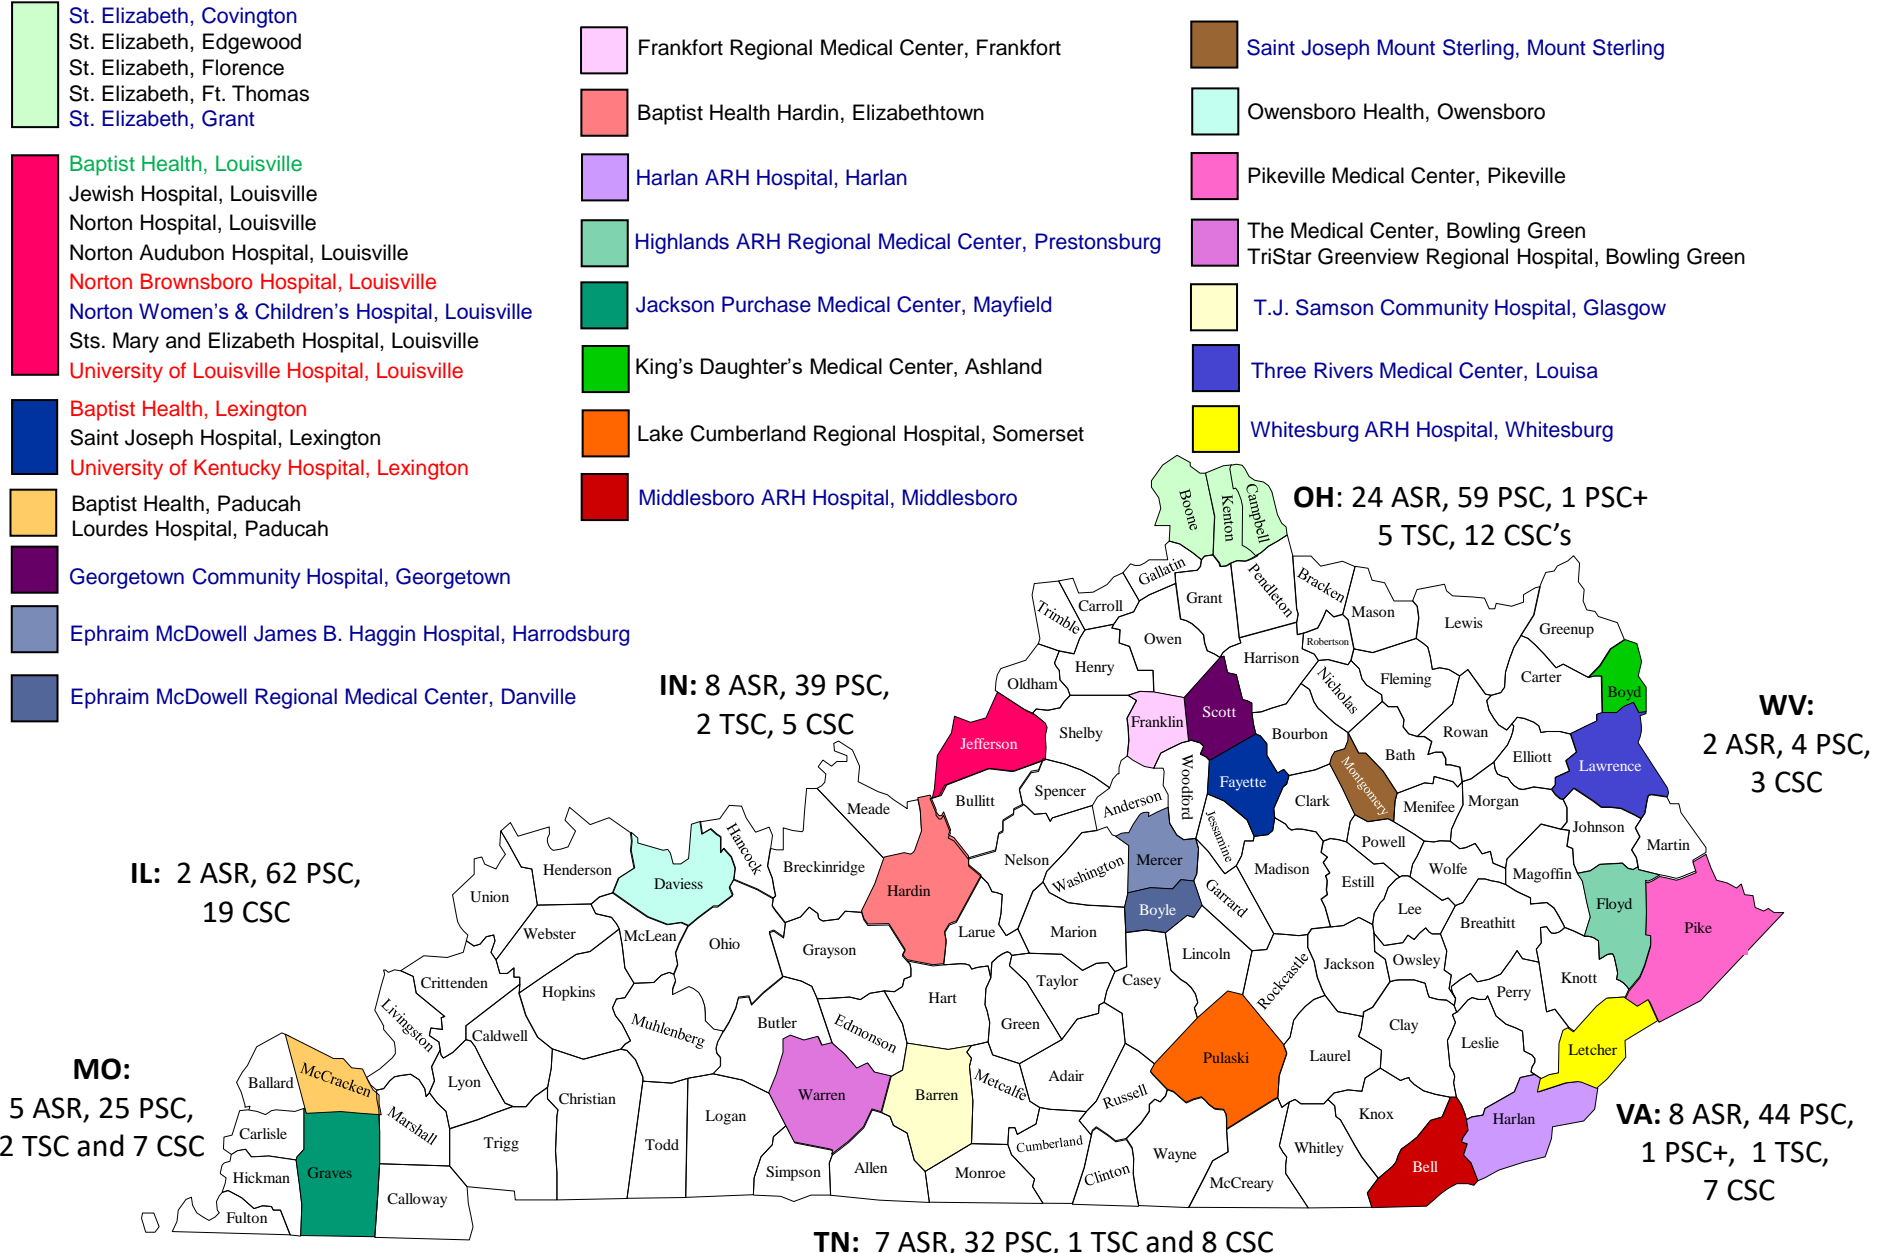 St. Elizabeth, Covington
St. Elizabeth, Edgewood
St. Elizabeth, Florence
St. Elizabeth, Ft. Thomas
St. Elizabeth, Grant
Baptist Health, Louisville
Jewish Hospital, Louisville
Norton Hospital, Louisville
Norton Audubon Hospital, Louisville
Norton Brownsboro Hospital, Louisville
Norton Women's & Children's Hospital, Louisville
Sts. Mary and Elizabeth Hospital, Louisville
University of Louisville Hospital, Louisville
Baptist Health, Lexington
Saint Joseph Hospital, Lexington
University of Kentucky Hospital, Lexington
Baptist Health, Paducah
Lourdes Hospital, Paducah
Georgetown Community Hospital, Georgetown
Ephraim McDowell James B. Haggin Hospital, Harrodsburg
Ephraim McDowell Regional Medical Center, Danville
Frankfort Regional Medical Center, Frankfort
Baptist Health Hardin, Elizabethtown
Harlan ARH Hospital, Harlan
Highlands ARH Regional Medical Center, Prestonsburg
Jackson Purchase Medical Center, Mayfield
King's Daughter's Medical Center, Ashland
Lake Cumberland Regional Hospital, Somerset
Middlesboro ARH Hospital, Middlesboro
Saint Joseph Mount Sterling, Mount Sterling
Owensboro Health, Owensboro
Pikeville Medical Center, Pikeville
The Medical Center, Bowling Green
TriStar Greenview Regional Hospital, Bowling Green
T.J. Samson Community Hospital, Glasgow
Three Rivers Medical Center, Louisa
Whitesburg ARH Hospital, Whitesburg
OH: 24 ASR, 59 PSC, 1 PSC+
5 TSC, 12 CSC's
IN: 8 ASR, 39 PSC,
2 TSC, 5 CSC
WV:
2 ASR, 4 PSC,
3 CSC
IL: 2 ASR, 62 PSC,
19 CSC
MO:
5 ASR, 25 PSC,
2 TSC and 7 CSC
VA: 8 ASR, 44 PSC,
1 PSC+, 1 TSC,
7 CSC
TN: 7 ASR, 32 PSC, 1 TSC and 8 CSC
Boone
Kenton
Campbell
Gallatin
Grant
Pendleton
Bracken
Mason
Lewis
Greenup
Trimble
Carroll
Owen
Robertson
Henry
Harrison
Nicholas
Fleming
Carter
Boyd
Oldham
Jefferson
Shelby
Franklin
Scott
Bourbon
Bath
Rowan
Elliott
Lawrence
Meade
Bullitt
Spencer
Anderson
Woodford
Fayette
Clark
Montgomery
Menifee
Morgan
Johnson
Martin
Hancock
Breckinridge
Hardin
Nelson
Washington
Mercer
Jessamine
Madison
Estill
Powell
Wolfe
Magoffin
Floyd
Pike
Henderson
Daviess
Union
Webster
McLean
Ohio
Grayson
Larue
Marion
Boyle
Garrard
Lincoln
Lee
Breathitt
Knott
Crittenden
Hopkins
Muhlenberg
Butler
Edmonson
Hart
Green
Taylor
Casey
Rockcastle
Jackson
Owsley
Perry
Livingston
Caldwell
Lyon
Christian
Todd
Logan
Warren
Barren
Metcalfe
Adair
Russell
Pulaski
Laurel
Clay
Leslie
Letcher
Ballard
McCracken
Carlisle
Hickman
Fulton
Graves
Marshall
Calloway
Trigg
Simpson
Allen
Monroe
Cumberland
Clinton
Wayne
McCreary
Whitley
Knox
Bell
Harlan